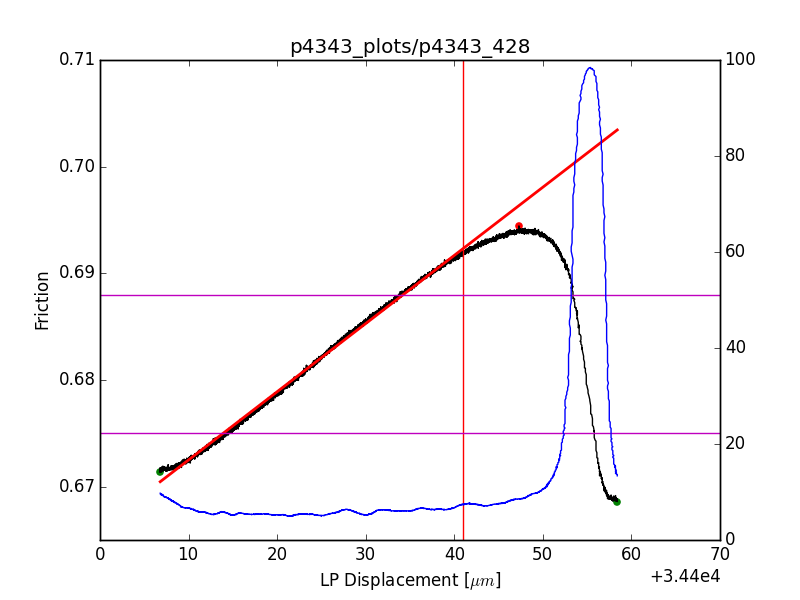 p4343_plots/p4343_428
0.71
0.70
0.69
0.68
0.67
Friction
100
80
60
40
20
0
0 10 20 30 40 50 60 70
LP Displacement [μm]
+3.44e4